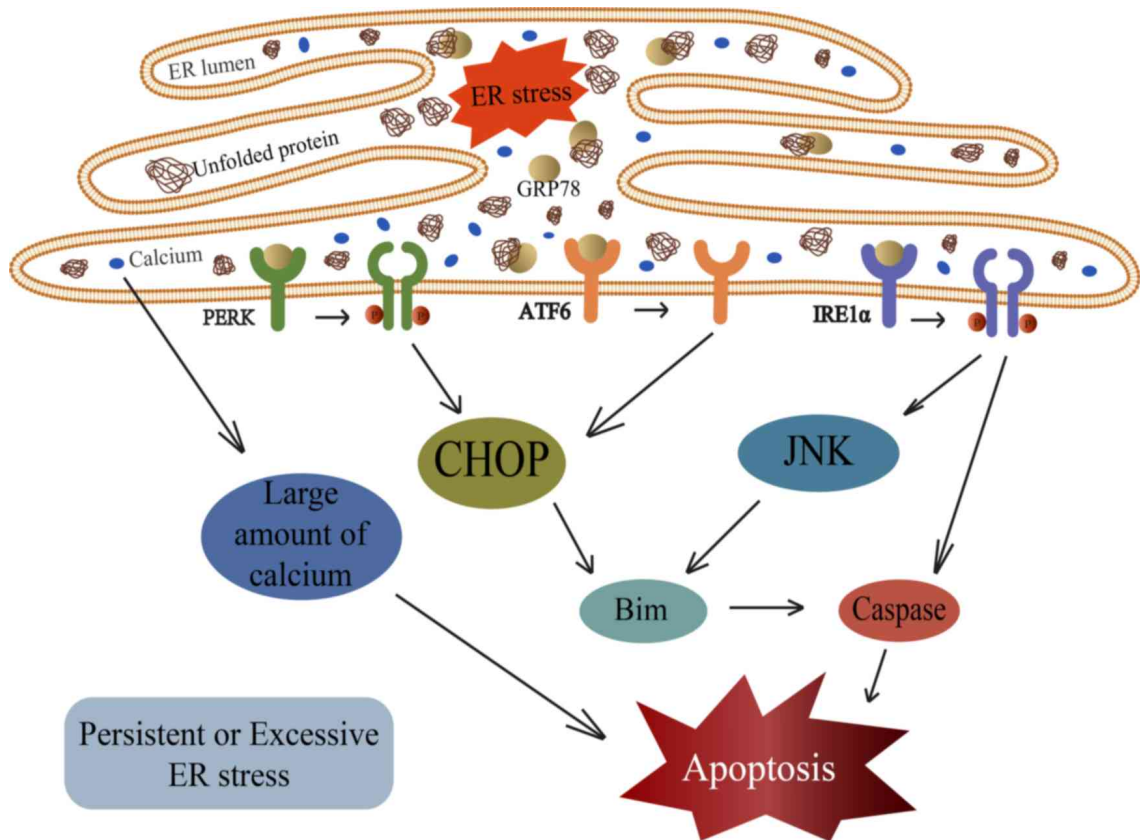 ER lumen
ER stress
Unfolded protein
GRP78
Calcium
PERK
ATF6
IRE1α
P
P
P
P
CHOP
JNK
Large
amount of
calcium
Bim
Caspase
Persistent or Excessive
ER stress
Apoptosis